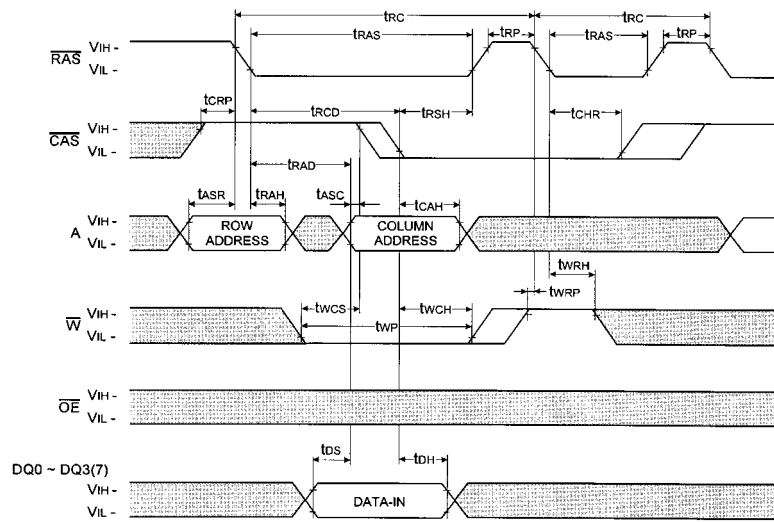 tRC tRC
tRAS tRP tRAS tRP
RAS VIH -
VIL -
tCRP tRCD tRSH tCHR
CAS VIH -
VIL -
tRAD
tASR tRAH tASC tCAH
A VIH -
VIL -
ROW ADDRESS
COLUMN ADDRESS
tWRH
tWRP
tWCS tWCH
tWP
W VIH -
VIL -
OE VIH -
VIL -
tDS tDH
DQ0 ~ DQ3(7)
VIH -
VIL -
DATA-IN